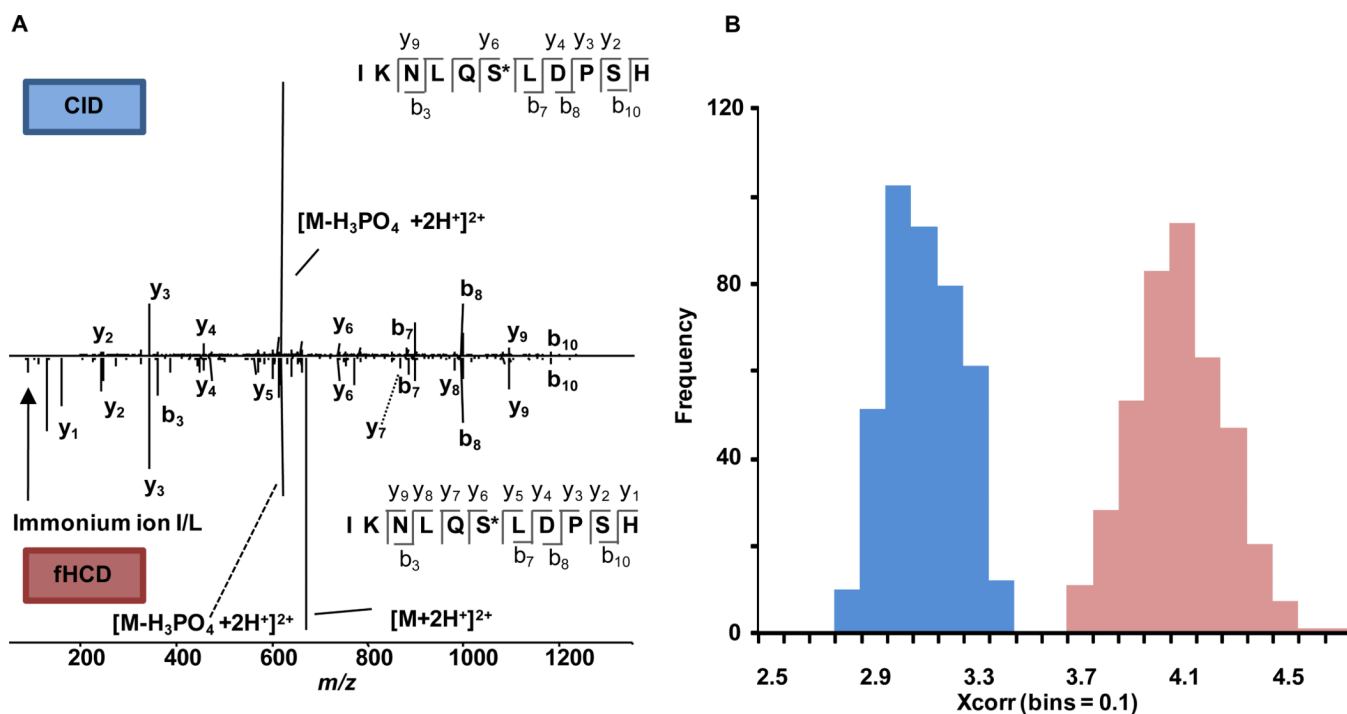 A
B
CID
y9 y6 y4 y3 y2
I K N L Q S* L D P S H
b3 b7 b8 b10
[M-H3PO4 +2H+]2+
y3 b8
y2 y4 y6 b7 y9 b10
y1 y2 b3 y4 y5 y6 b7 y8 y9 b10
y7
y3 b8
Immonium ion I/L
y9 y8 y7 y6 y5 y4 y3 y2 y1
I K N L Q S* L D P S H
b3 b7 b8 b10
fHCD
[M-H3PO4 +2H+]2+
[M+2H+]2+
200 400 600 800 1000 1200
m/z
120
80
40
0
Frequency
2.5 2.9 3.3 3.7 4.1 4.5
Xcorr (bins = 0.1)